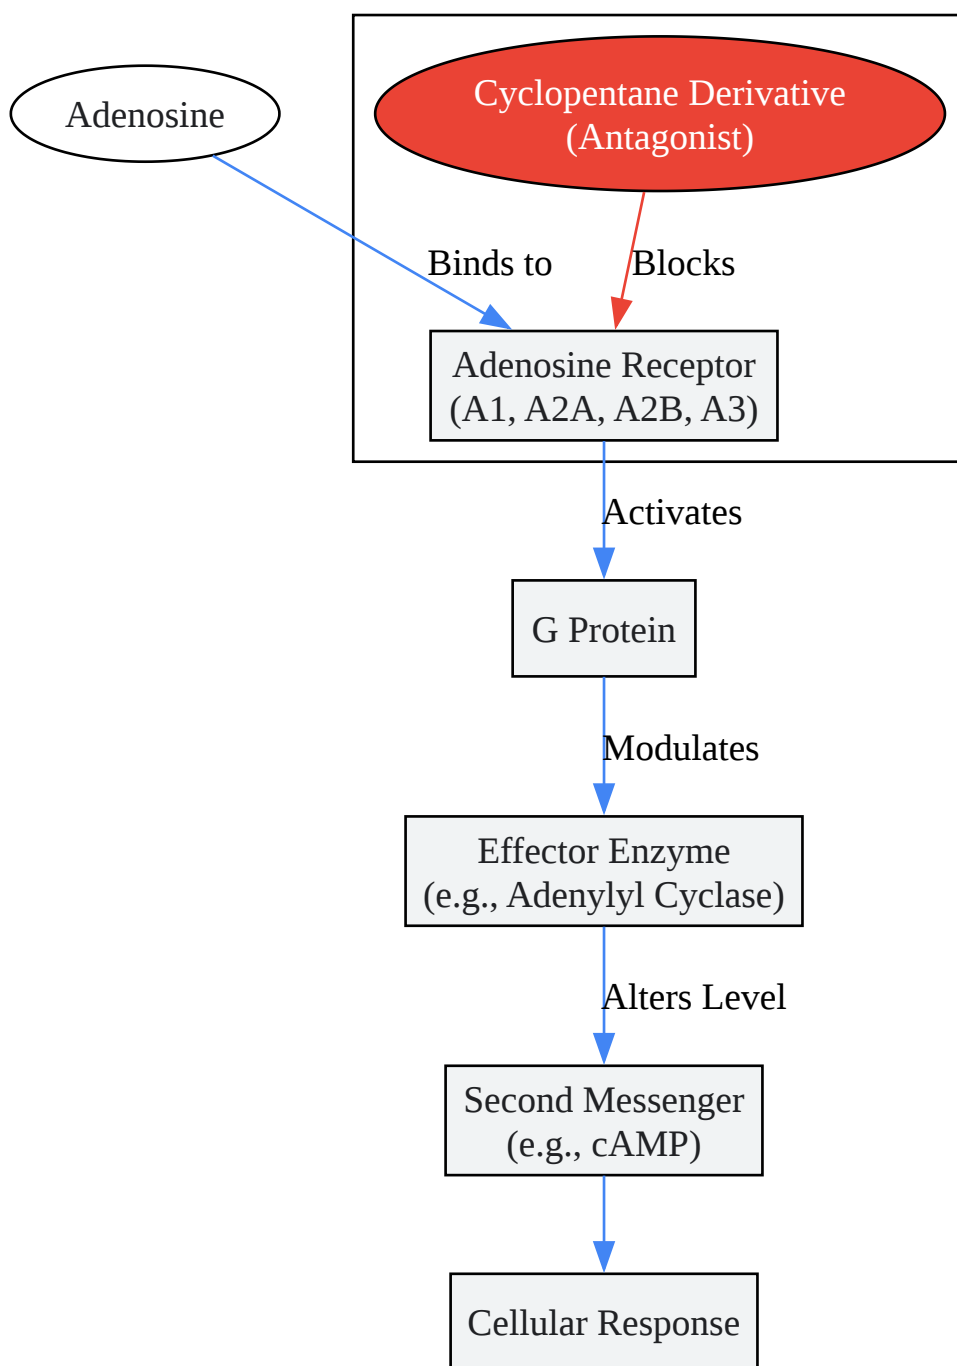 Adenosine
Cyclopentane Derivative
(Antagonist)
Binds to
Blocks
Adenosine Receptor
(A1, A2A, A2B, A3)
Activates
G Protein
Modulates
Effector Enzyme
(e.g., Adenylyl Cyclase)
Alters Level
Second Messenger
(e.g., cAMP)
Cellular Response